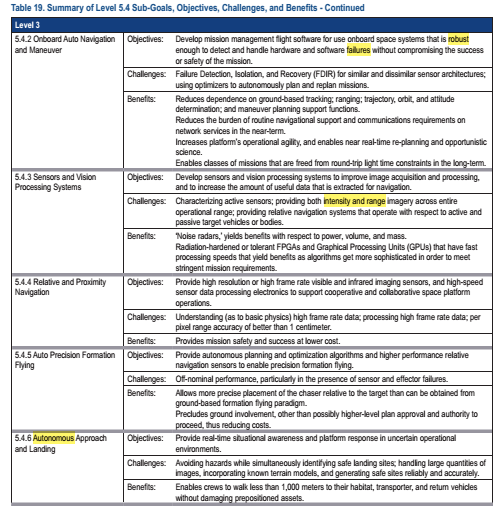 Table 19. Summary of Level 5.4 Sub-Goals, Objectives, Challenges, and Benefits - Continued
Level 3
5.4.2 Onboard Auto Navigation
and Maneuver
Objectives:
Develop mission management flight software for use onboard space systems that is robust
enough to detect and handle hardware and software failures without compromising the success
or safety of the mission.
Challenges:
Failure Detection, Isolation, and Recovery (FDIR) for similar and dissimilar sensor architectures;
using optimizers to autonomously plan and replan missions.
Benefits:
Reduces dependence on ground-based tracking; ranging; trajectory, orbit, and attitude
determination; and maneuver planning support functions.
Reduces the burden of routine navigational support and communications requirements on
network services in the near-term.
Increases platform's operational agility, and enables near real-time re-planning and opportunistic
science.
Enables classes of missions that are freed from round-trip light time constraints in the long-term.
5.4.3 Sensors and Vision
Processing Systems
Objectives:
Develop sensors and vision processing systems to improve image acquisition and processing,
and to increase the amount of useful data that is extracted for navigation.
Challenges:
Characterizing active sensors; providing both intensity and range imagery across entire
operational range; providing relative navigation systems that operate with respect to active and
passive target vehicles or bodies.
Benefits:
'Noise radars,' yields benefits with respect to power, volume, and mass.
Radiation-hardened or tolerant FPGAs and Graphical Processing Units (GPUs) that have fast
processing speeds that yield benefits as algorithms get more sophisticated in order to meet
stringent mission requirements.
5.4.4 Relative and Proximity
Navigation
Objectives:
Provide high resolution or high frame rate visible and infrared imaging sensors, and high-speed
sensor data processing electronics to support cooperative and collaborative space platform
operations.
Challenges:
Understanding (as to basic physics) high frame rate data; processing high frame rate data; per
pixel range accuracy of better than 1 centimeter.
Benefits:
Provides mission safety and success at lower cost.
5.4.5 Auto Precision Formation
Flying
Objectives:
Provide autonomous planning and optimization algorithms and higher performance relative
navigation sensors to enable precision formation flying.
Challenges:
Off-nominal performance, particularly in the presence of sensor and effector failures.
Benefits:
Allows more precise placement of the chaser relative to the target than can be obtained from
ground-based formation flying paradigm.
Precludes ground involvement, other than possibly higher-level plan approval and authority to
proceed, thus reducing costs.
5.4.6 Autonomous Approach
and Landing
Objectives:
Provide real-time situational awareness and platform response in uncertain operational
environments.
Challenges:
Avoiding hazards while simultaneously identifying safe landing sites; handling large quantities of
images, incorporating known terrain models, and generating safe sites reliably and accurately.
Benefits:
Enables crews to walk less than 1,000 meters to their habitat, transporter, and return vehicles
without damaging prepositioned assets.